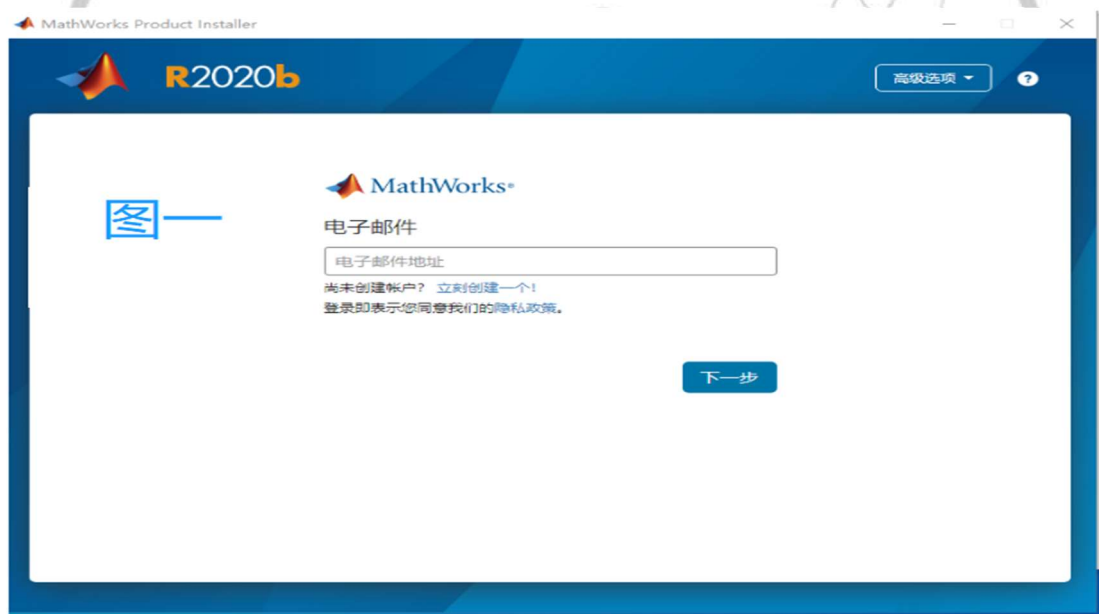 MathWorks Product Installer
R2020b
高级选项
?
MathWorks®
图一
电子邮件
电子邮件地址
尚未创建帐户？ 立刻创建一个!
登录即表示您同意我们的隐私政策。
下一步